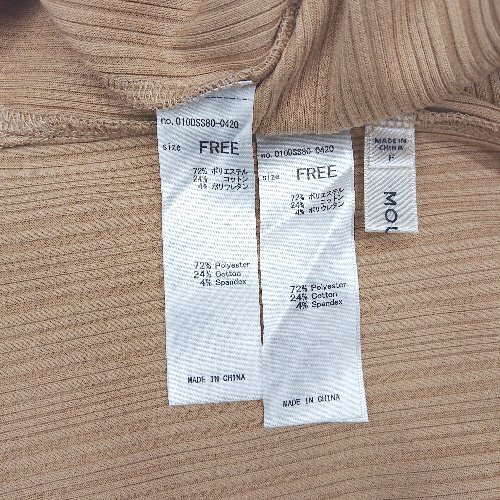 no.010DSS80-0420
size FREE
72% ポリエステル
24% コットン
4% ポリウレタン
72% Polyester
24% Cotton
4% Spandex
MADE IN CHINA
no.010DSS80-0420
size FREE
72% ポリエステル
24% コットン
4% ポリウレタン
72% Polyester
24% Cotton
4% Spandex
MADE IN CHINA
MADE IN
CHINA
F
MOU